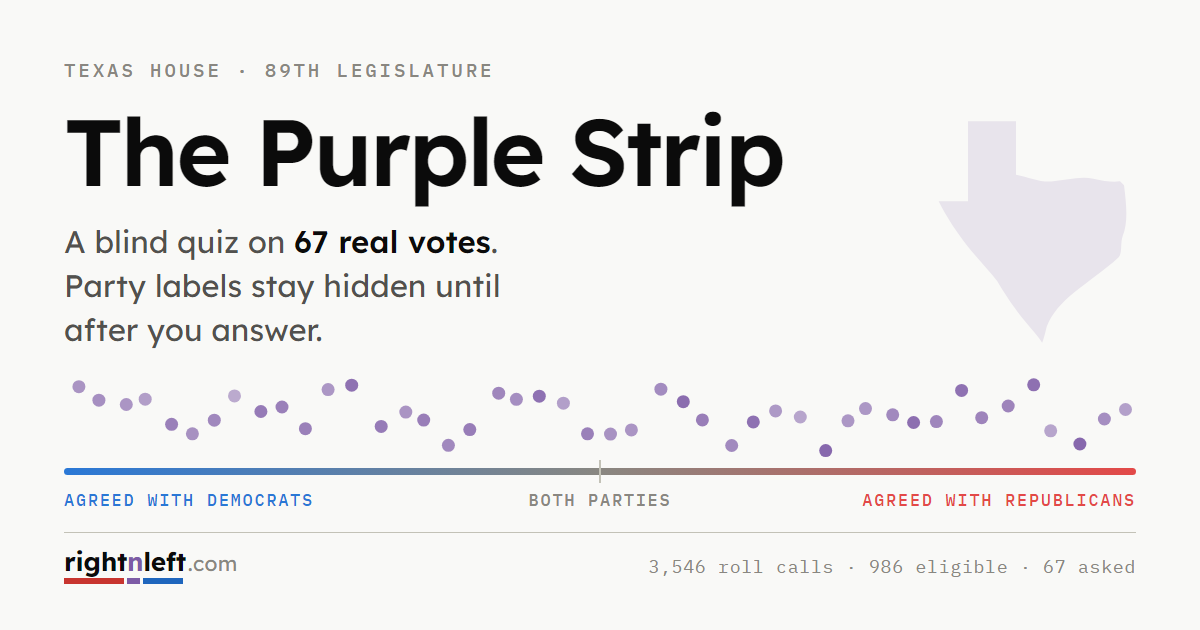 TEXAS HOUSE · 89TH LEGISLATURE
The Purple Strip
A blind quiz on 67 real votes.
Party labels stay hidden until
after you answer.
AGREED WITH DEMOCRATS
BOTH PARTIES
AGREED WITH REPUBLICANS
rightnleft.com
3,546 roll calls · 986 eligible · 67 asked